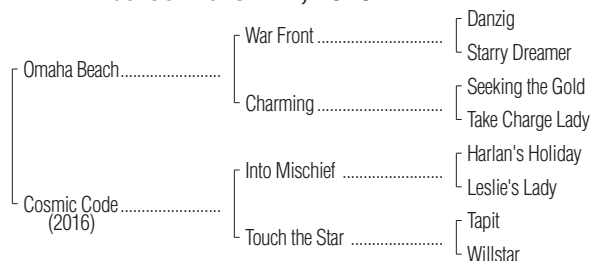 Danzig
War Front ........................................
Starry Dreamer
Omaha Beach................................
Seeking the Gold
Charming ........................................
Take Charge Lady
Harlan's Holiday
Into Mischief ................................
Leslie's Lady
Cosmic Code................................
(2016)
Tapit
Touch the Star .............................
Willstar